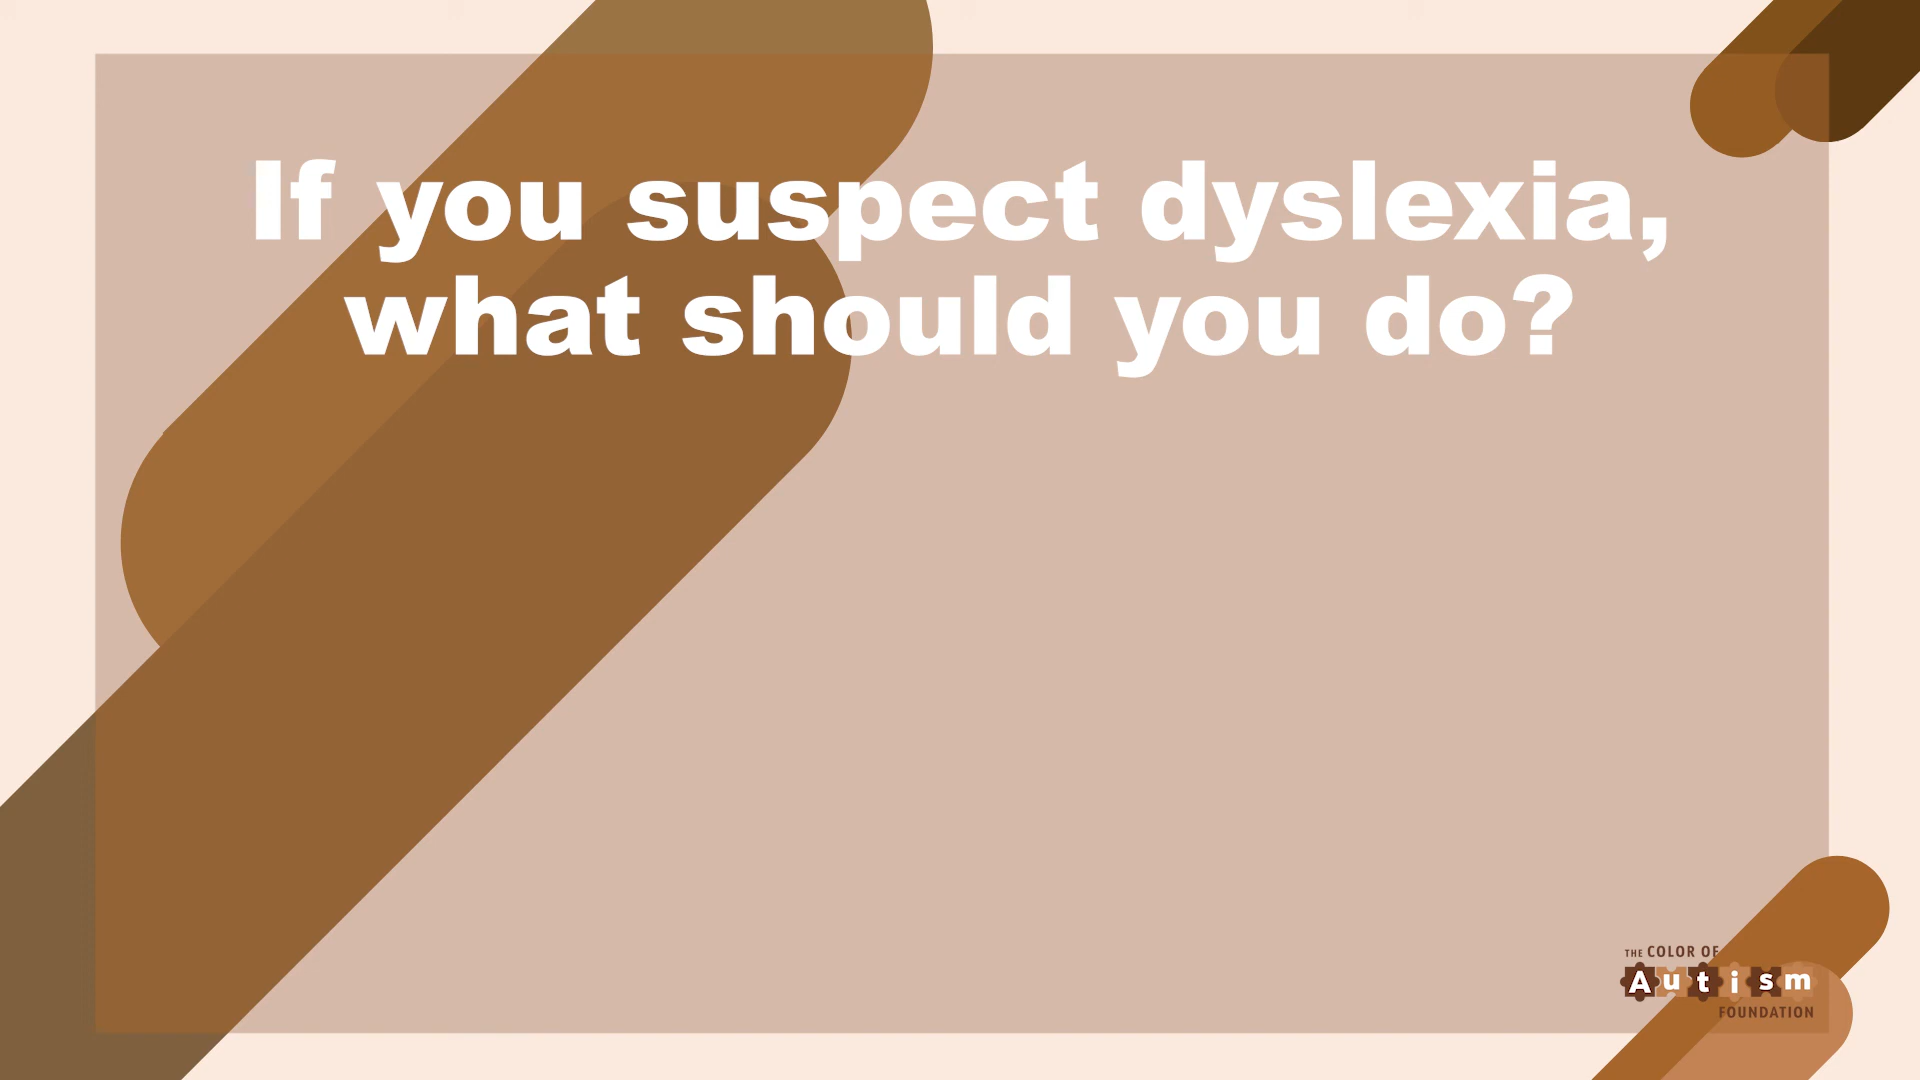 If you suspect dyslexia,
what should you do?
THE COLOR OF
Autism
FOUNDATION